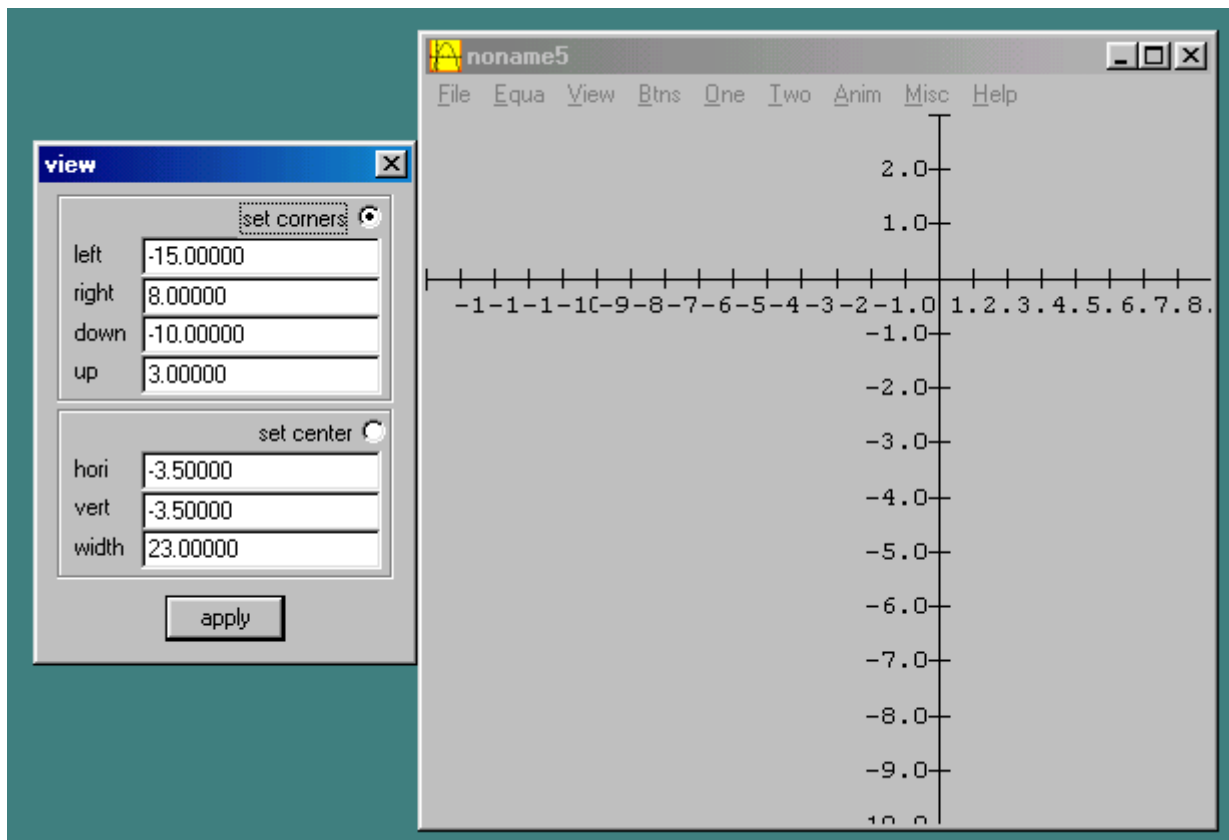 noname5
File Equa View Btns One Two Anim Misc Help
view
set corners
left -15.00000
right 8.00000
down -10.00000
up 3.00000
set center
hori -3.50000
vert -3.50000
width 23.00000
apply
2.0
1.0
-1-1-1-10-9-8-7-6-5-4-3-2-1.0 1.2.3.4.5.6.7.8.
-1.0
-2.0
-3.0
-4.0
-5.0
-6.0
-7.0
-8.0
-9.0